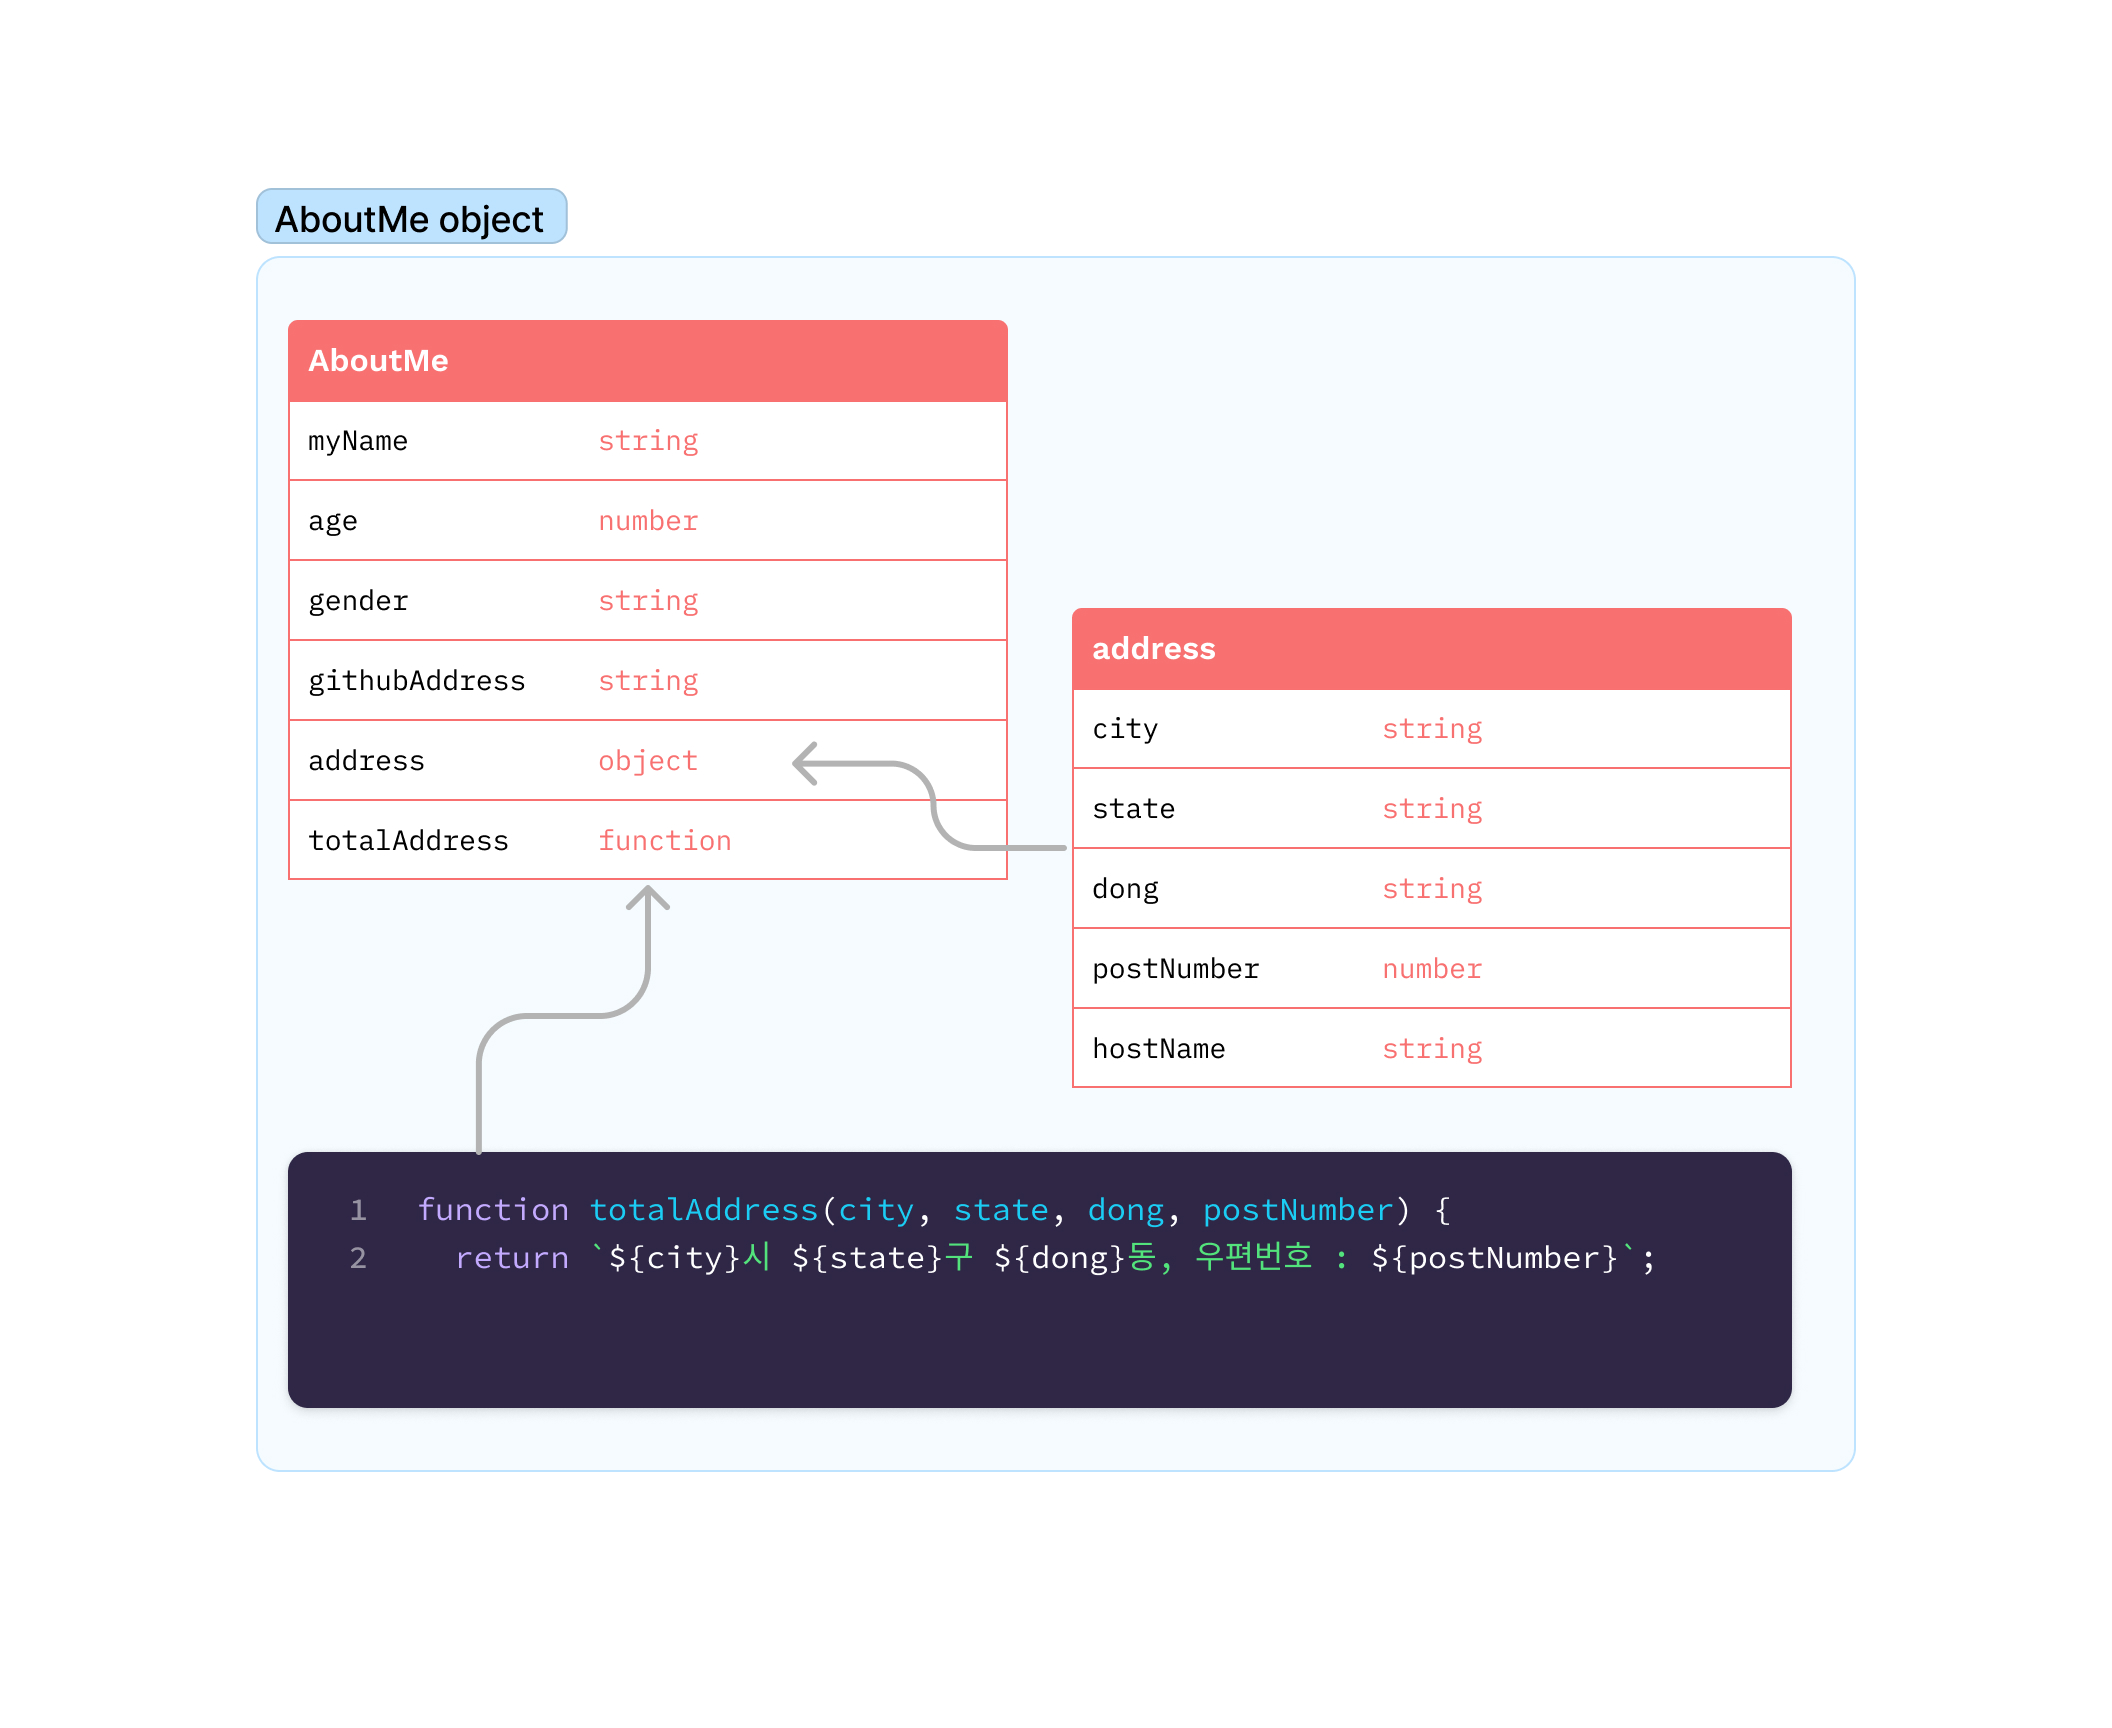 AboutMe object
AboutMe
myName string
age number
gender string
githubAddress string
address object
totalAddress function
address
city string
state string
dong string
postNumber number
hostName string
1 function totalAddress(city, state, dong, postNumber) {
2 return `${city}시 ${state}구 ${dong}동, 우편번호 : ${postNumber}`;